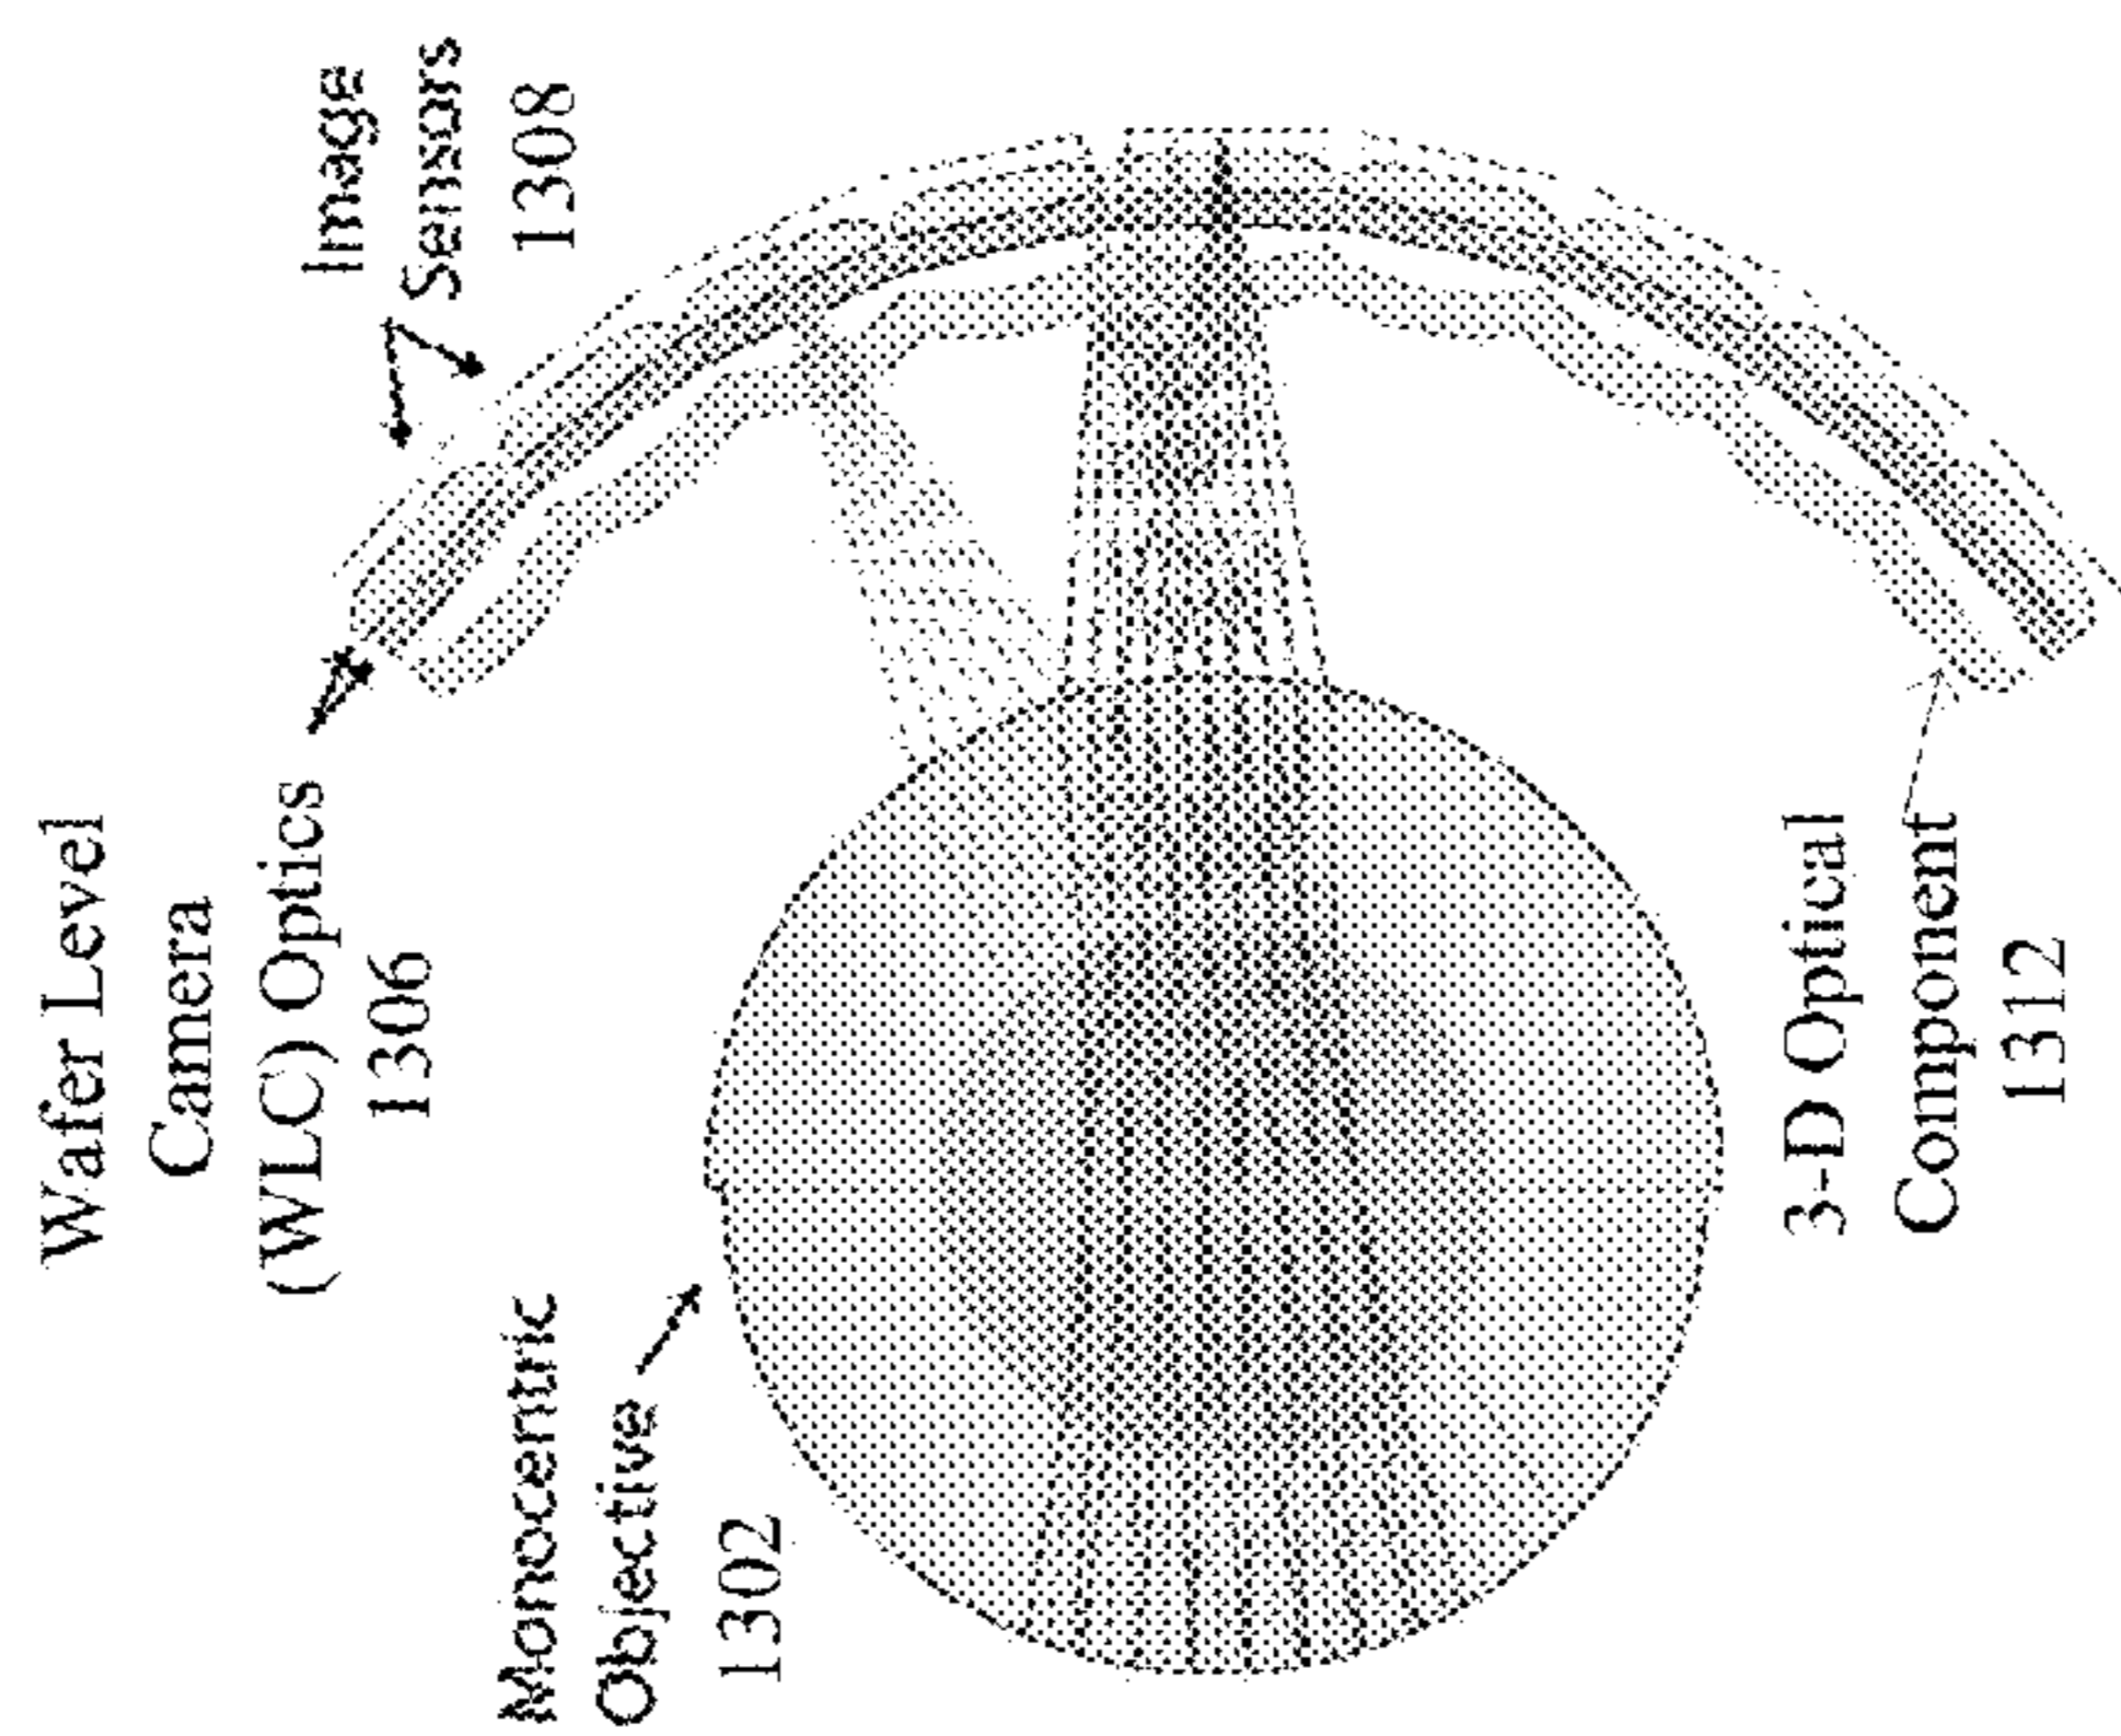 Wafer Level
Camera
(WLC) Optics
1306
Image
Sensors
1308
Monocentric
Objective
1302
3-D Optical
Component
1312